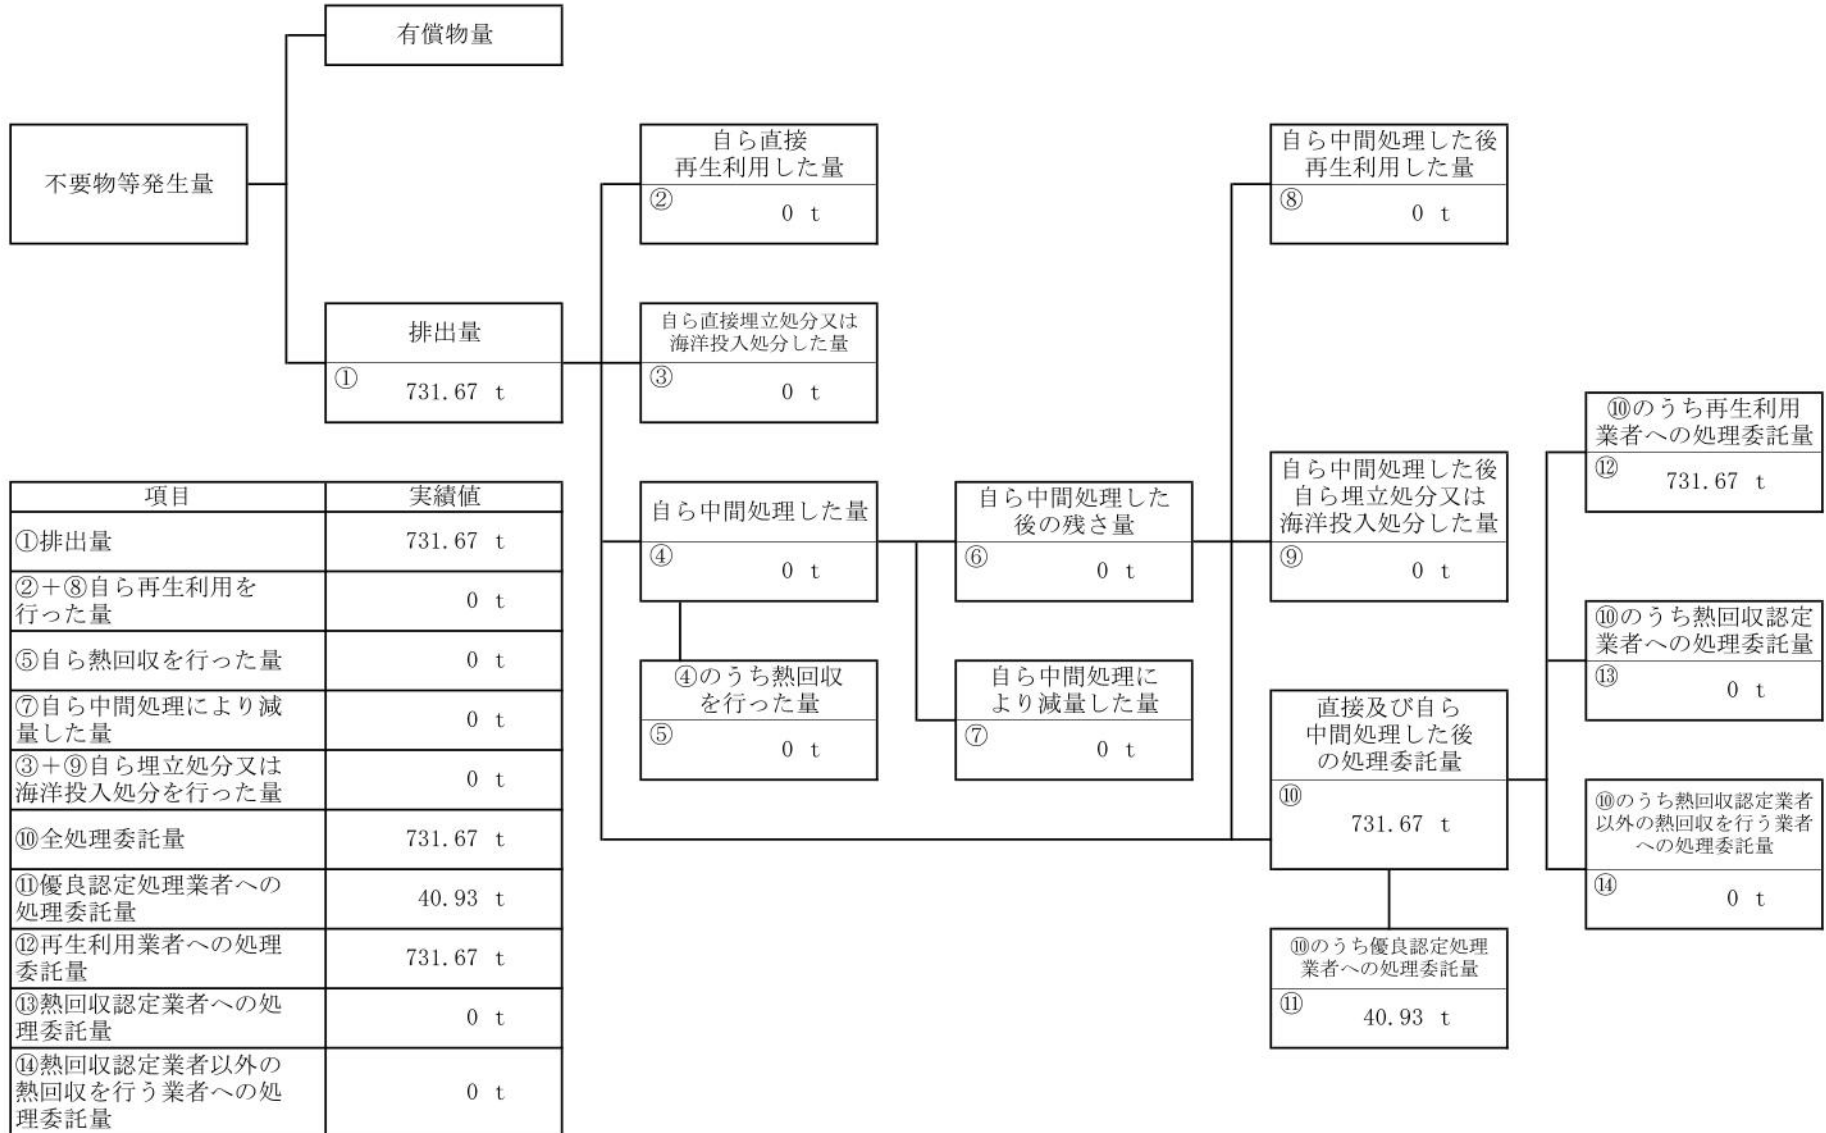 有償物量
不要物等発生量
自ら直接
再生利用した量
②
0 t
自ら中間処理した後
再生利用した量
⑧
0 t
排出量
①
731.67 t
自ら直接埋立処分又は
海洋投入処分した量
③
0 t
自ら中間処理した量
④
0 t
自ら中間処理した
後の残さ量
⑥
0 t
自ら中間処理した後
自ら埋立処分又は
海洋投入処分した量
⑨
0 t
⑩のうち再生利用
業者への処理委託量
⑫
731.67 t
⑩のうち熱回収認定
業者への処理委託量
⑬
0 t
④のうち熱回収
を行った量
⑤
0 t
自ら中間処理に
より減量した量
⑦
0 t
直接及び自ら
中間処理した後
の処理委託量
⑩
731.67 t
⑩のうち熱回収認定業者
以外の熱回収を行う業者
への処理委託量
⑭
0 t
⑩のうち優良認定処理
業者への処理委託量
⑪
40.93 t
項目 実績値
①排出量 731.67 t
②＋⑧自ら再生利用を
行った量 0 t
⑤自ら熱回収を行った量 0 t
⑦自ら中間処理により減
量した量 0 t
③＋⑨自ら埋立処分又は
海洋投入処分を行った量 0 t
⑩全処理委託量 731.67 t
⑪優良認定処理業者への
処理委託量 40.93 t
⑫再生利用業者への処理
委託量 731.67 t
⑬熱回収認定業者への処
理委託量 0 t
⑭熱回収認定業者以外の
熱回収を行う業者への処
理委託量 0 t